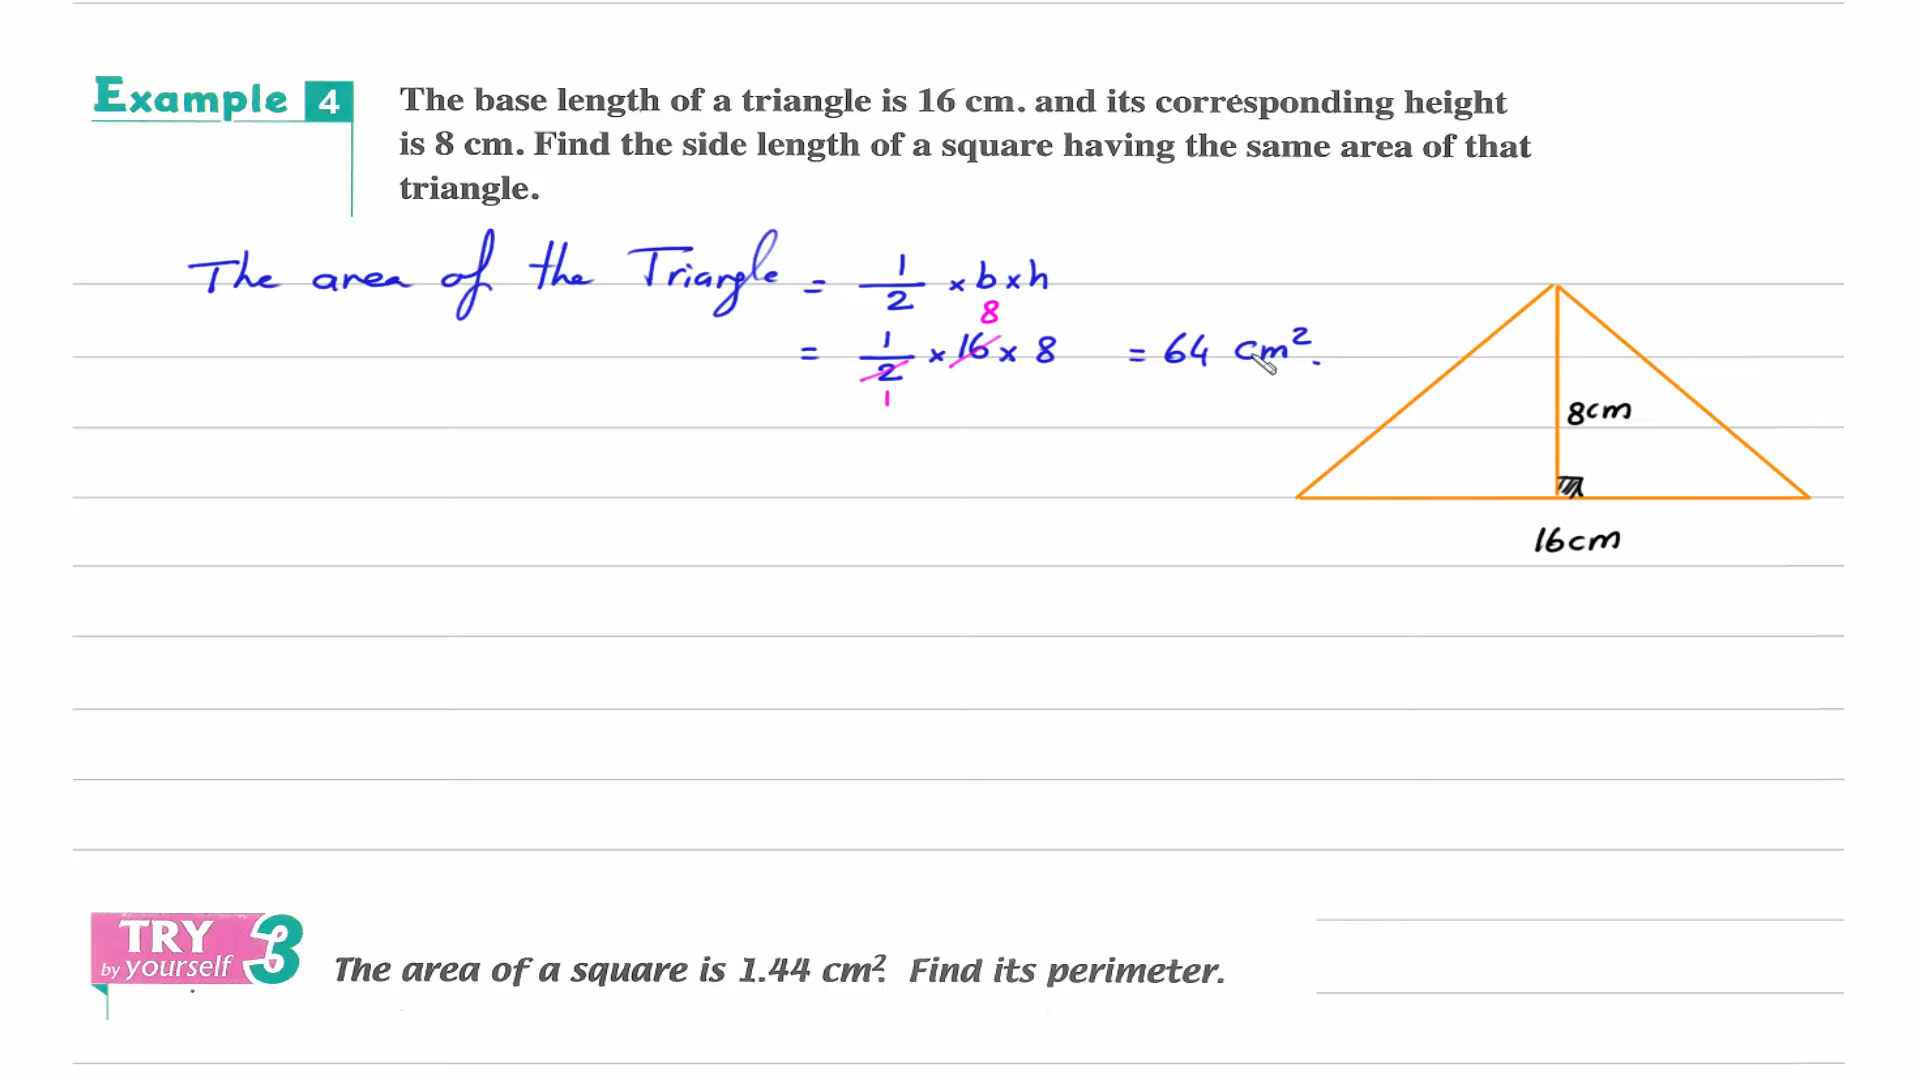 Example 4
The base length of a triangle is 16 cm. and its corresponding height
is 8 cm. Find the side length of a square having the same area of that
triangle.
The area of the Triangle = 1/2 × b × h
8
= 1/2 × 16 × 8 = 64 cm².
1
8cm
16cm
TRY by yourself 3
The area of a square is 1.44 cm². Find its perimeter.